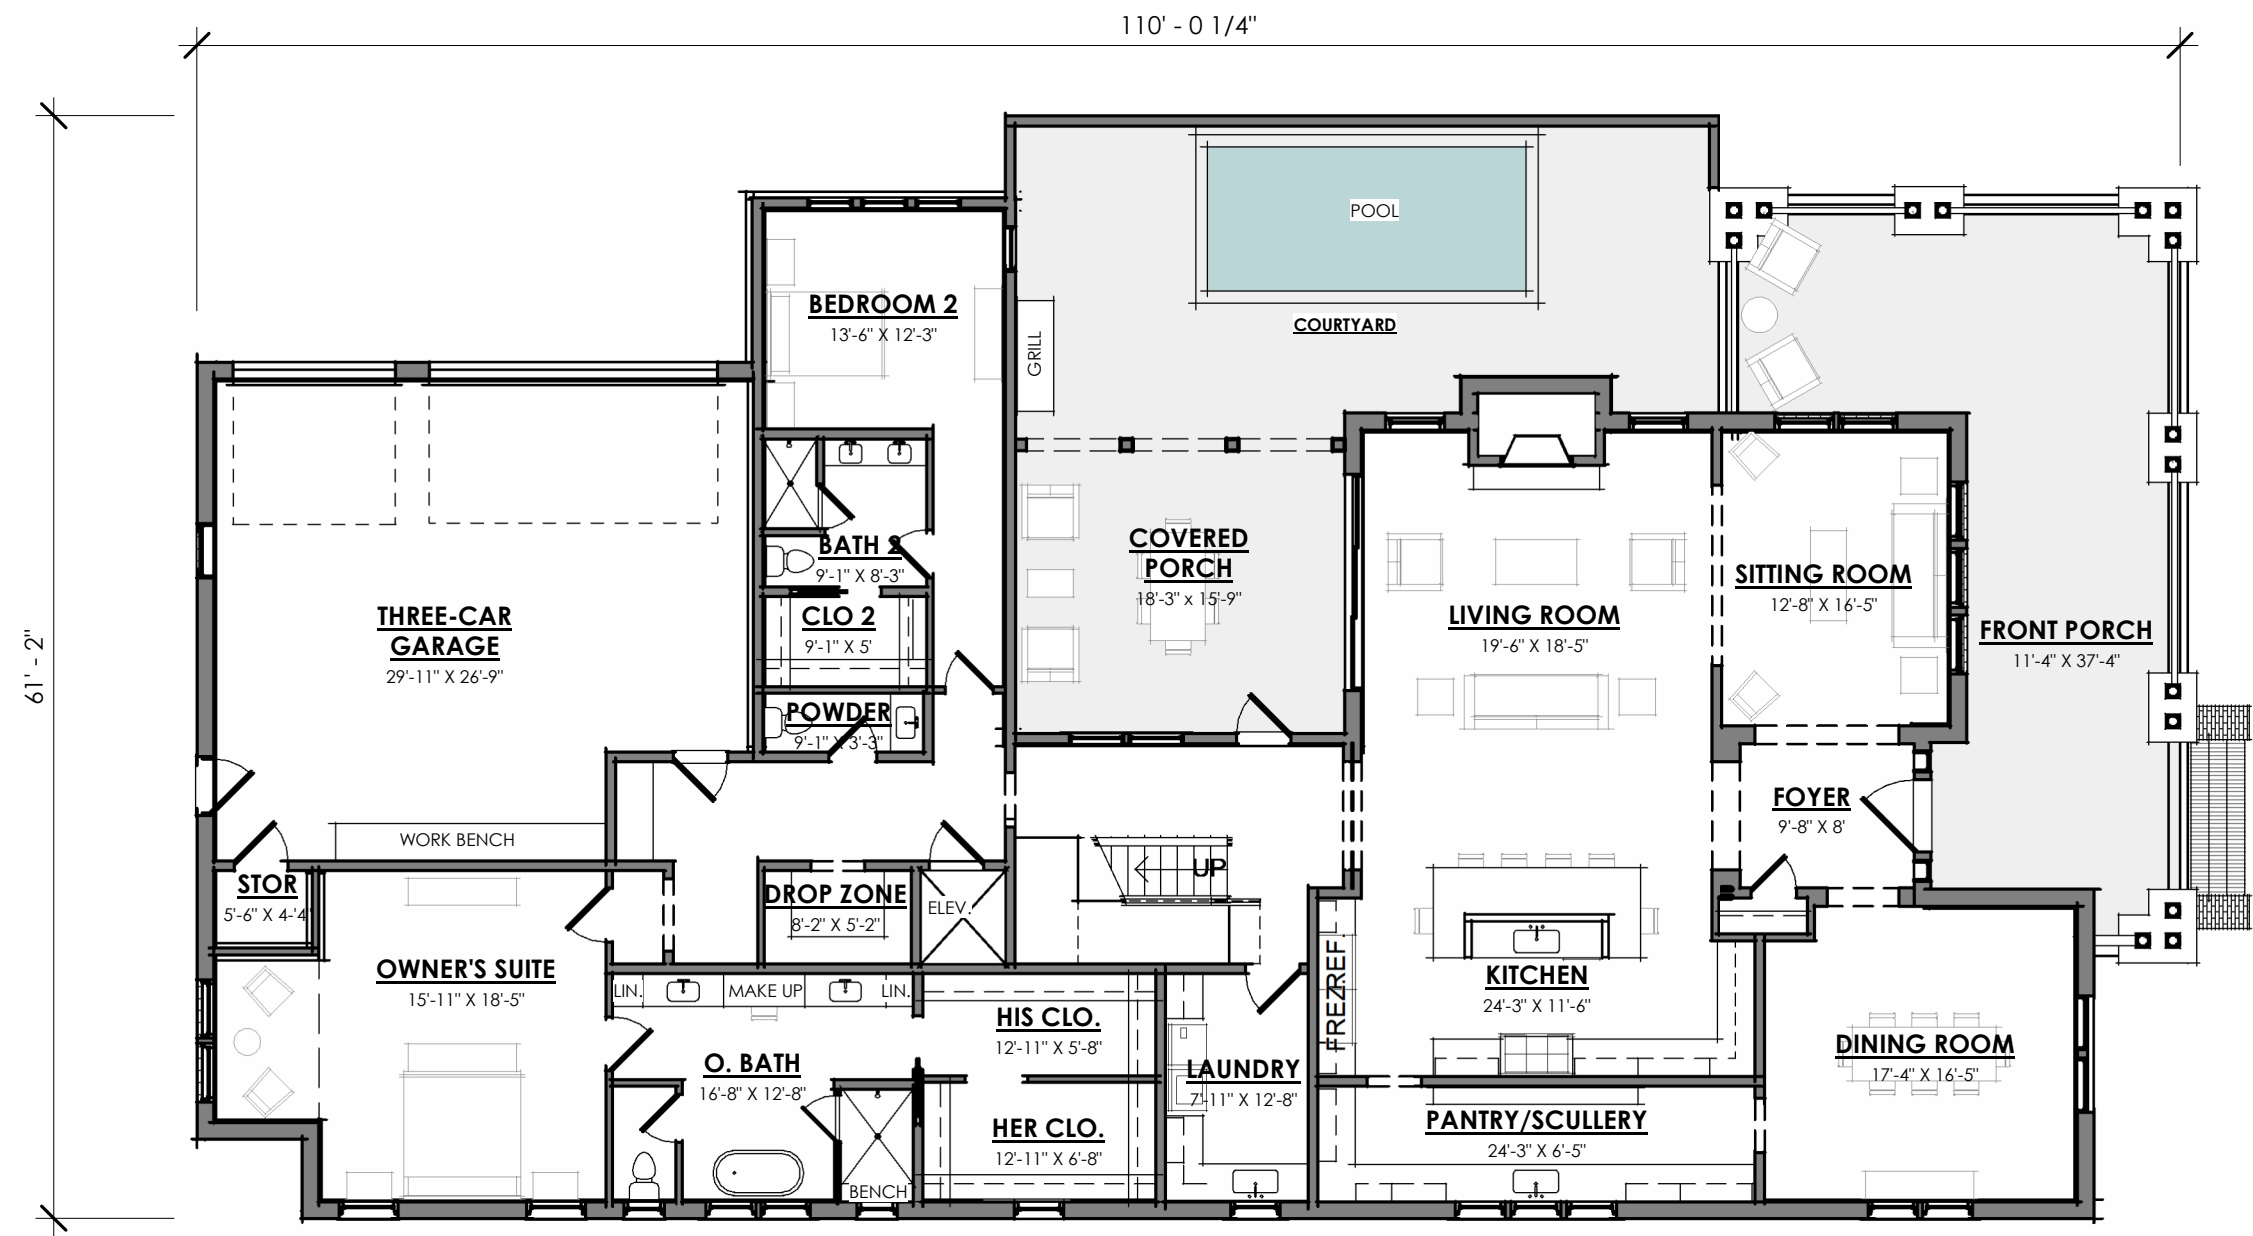 110' - 0 1/4"
61' - 2"
POOL
COURTYARD
GRILL
BEDROOM 2
13'-6" X 12'-3"
BATH 2
9'-1" X 8'-3"
CLO 2
9'-1" X 5'
POWDER
9'-1" X 3'-3"
THREE-CAR
GARAGE
29'-11" X 26'-9"
WORK BENCH
STOR
5'-6" X 4'-4"
COVERED
PORCH
18'-3" x 15'-9"
LIVING ROOM
19'-6" X 18'-5"
SITTING ROOM
12'-8" X 16'-5"
FRONT PORCH
11'-4" X 37'-4"
FOYER
9'-8" X 8'
UP
DROP ZONE
8'-2" X 5'-2"
ELEV.
OWNER'S SUITE
15'-11" X 18'-5"
LIN.
MAKE UP
LIN.
O. BATH
16'-8" X 12'-8"
BENCH
HIS CLO.
12'-11" X 5'-8"
HER CLO.
12'-11" X 6'-8"
LAUNDRY
7'-11" X 12'-8"
REF.
KITCHEN
24'-3" X 11'-6"
PANTRY/SCULLERY
24'-3" X 6'-5"
DINING ROOM
17'-4" X 16'-5"